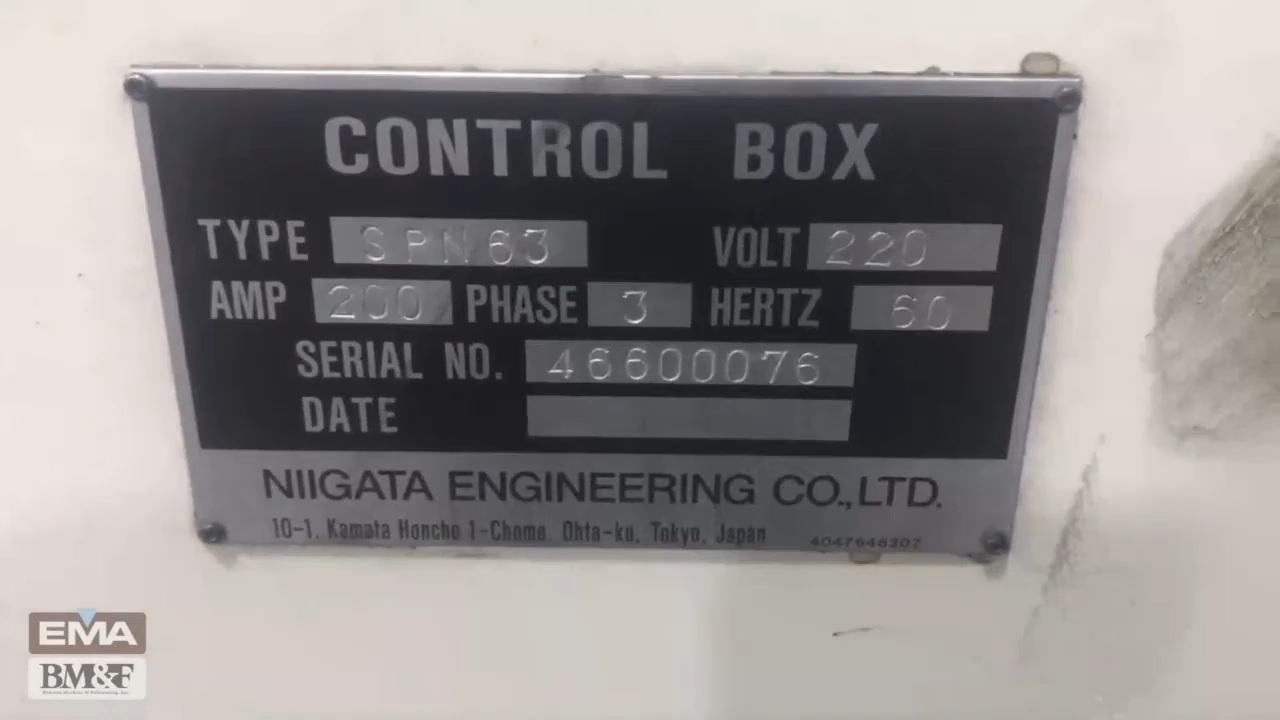 CONTROL BOX
TYPE SPN63 VOLT 220
AMP 200 PHASE 3 HERTZ 60
SERIAL NO. 46600076
DATE
NIIGATA ENGINEERING CO.,LTD.
10-1, Kamata Honcho 1-Chome, Ohta-ku, Tokyo, Japan
EMA
BM&F